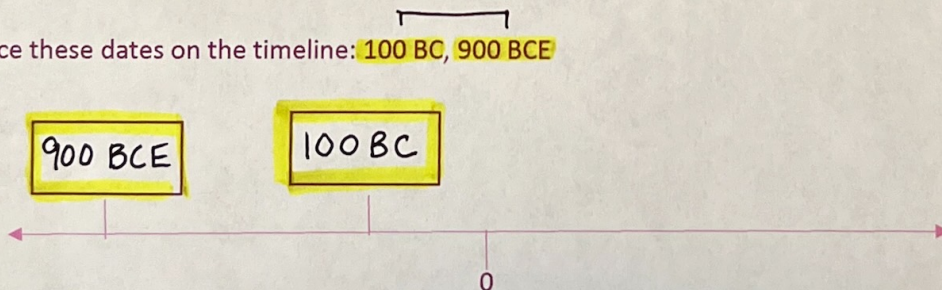 ce these dates on the timeline: 100 BC, 900 BCE
900 BCE 100 BC
0